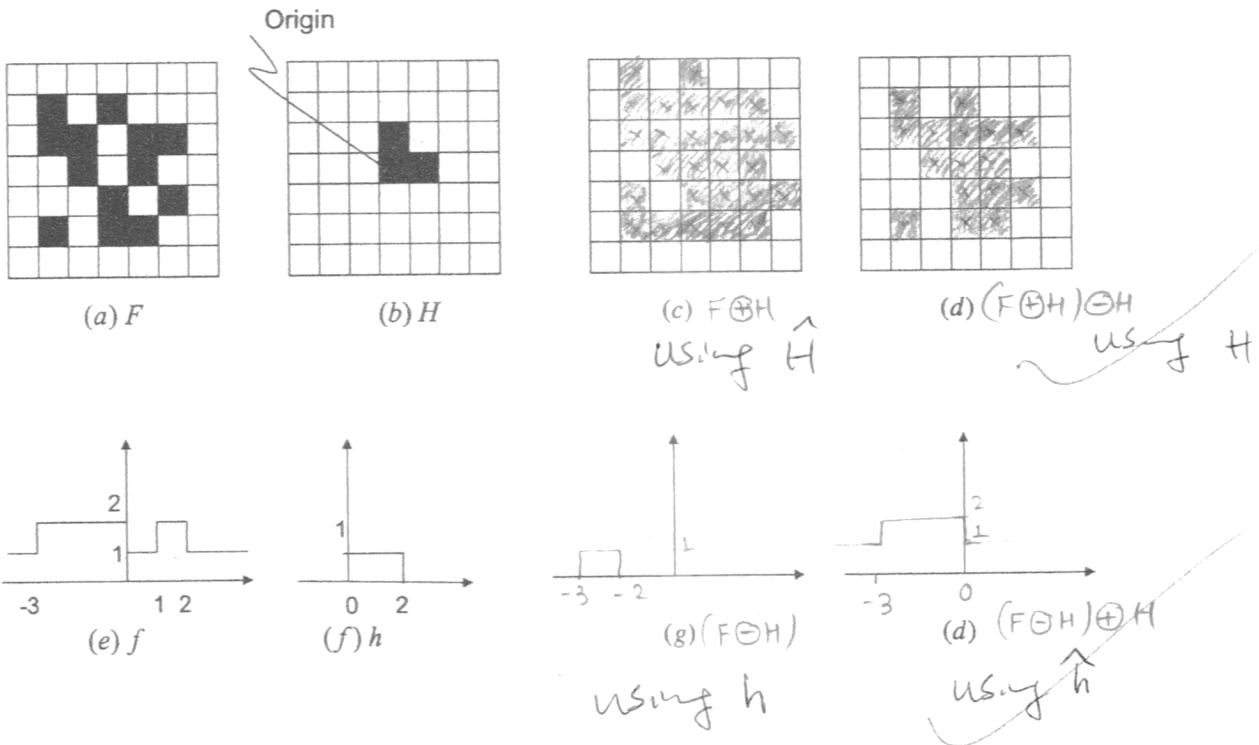 Origin
(a) F
(b) H
(c) F⊕H
(d) (F⊕H)⊖H
using Ĥ
using H
2
1
-3
1 2
(e) f
1
0
2
(f) h
1
-3
-2
(g) (F⊖H)
using h
2
1
-3
0
(d) (F⊖H)⊕H
using ĥ